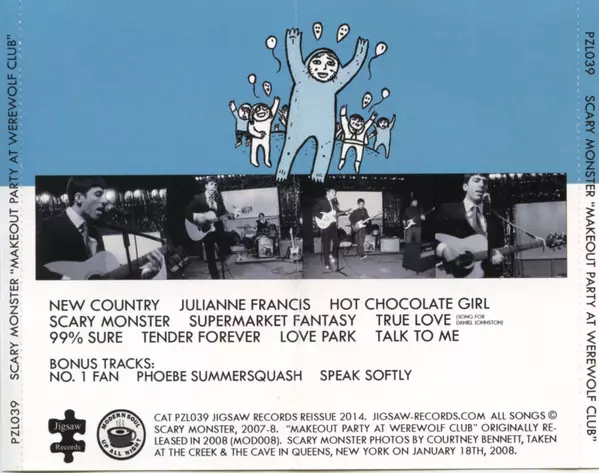 PZL039 SCARY MONSTER "MAKEOUT PARTY AT WEREWOLF CLUB"
PZL039 SCARY MONSTER "MAKEOUT PARTY AT WEREWOLF CLUB"
NEW COUNTRY JULIANNE FRANCIS HOT CHOCOLATE GIRL
SCARY MONSTER SUPERMARKET FANTASY TRUE LOVE (SONG FOR
DANIEL JOHNSTON)
99% SURE TENDER FOREVER LOVE PARK TALK TO ME
BONUS TRACKS:
NO. 1 FAN PHOEBE SUMMERSQUASH SPEAK SOFTLY
Jigsaw
Records
MODERN SOUL
UP ALL NIGHT
CAT PZL039 JIGSAW RECORDS REISSUE 2014. JIGSAW-RECORDS.COM ALL SONGS ©
SCARY MONSTER, 2007-8. "MAKEOUT PARTY AT WEREWOLF CLUB" ORIGINALLY RE-
LEASED IN 2008 (MOD008). SCARY MONSTER PHOTOS BY COURTNEY BENNETT, TAKEN
AT THE CREEK & THE CAVE IN QUEENS, NEW YORK ON JANUARY 18TH, 2008.